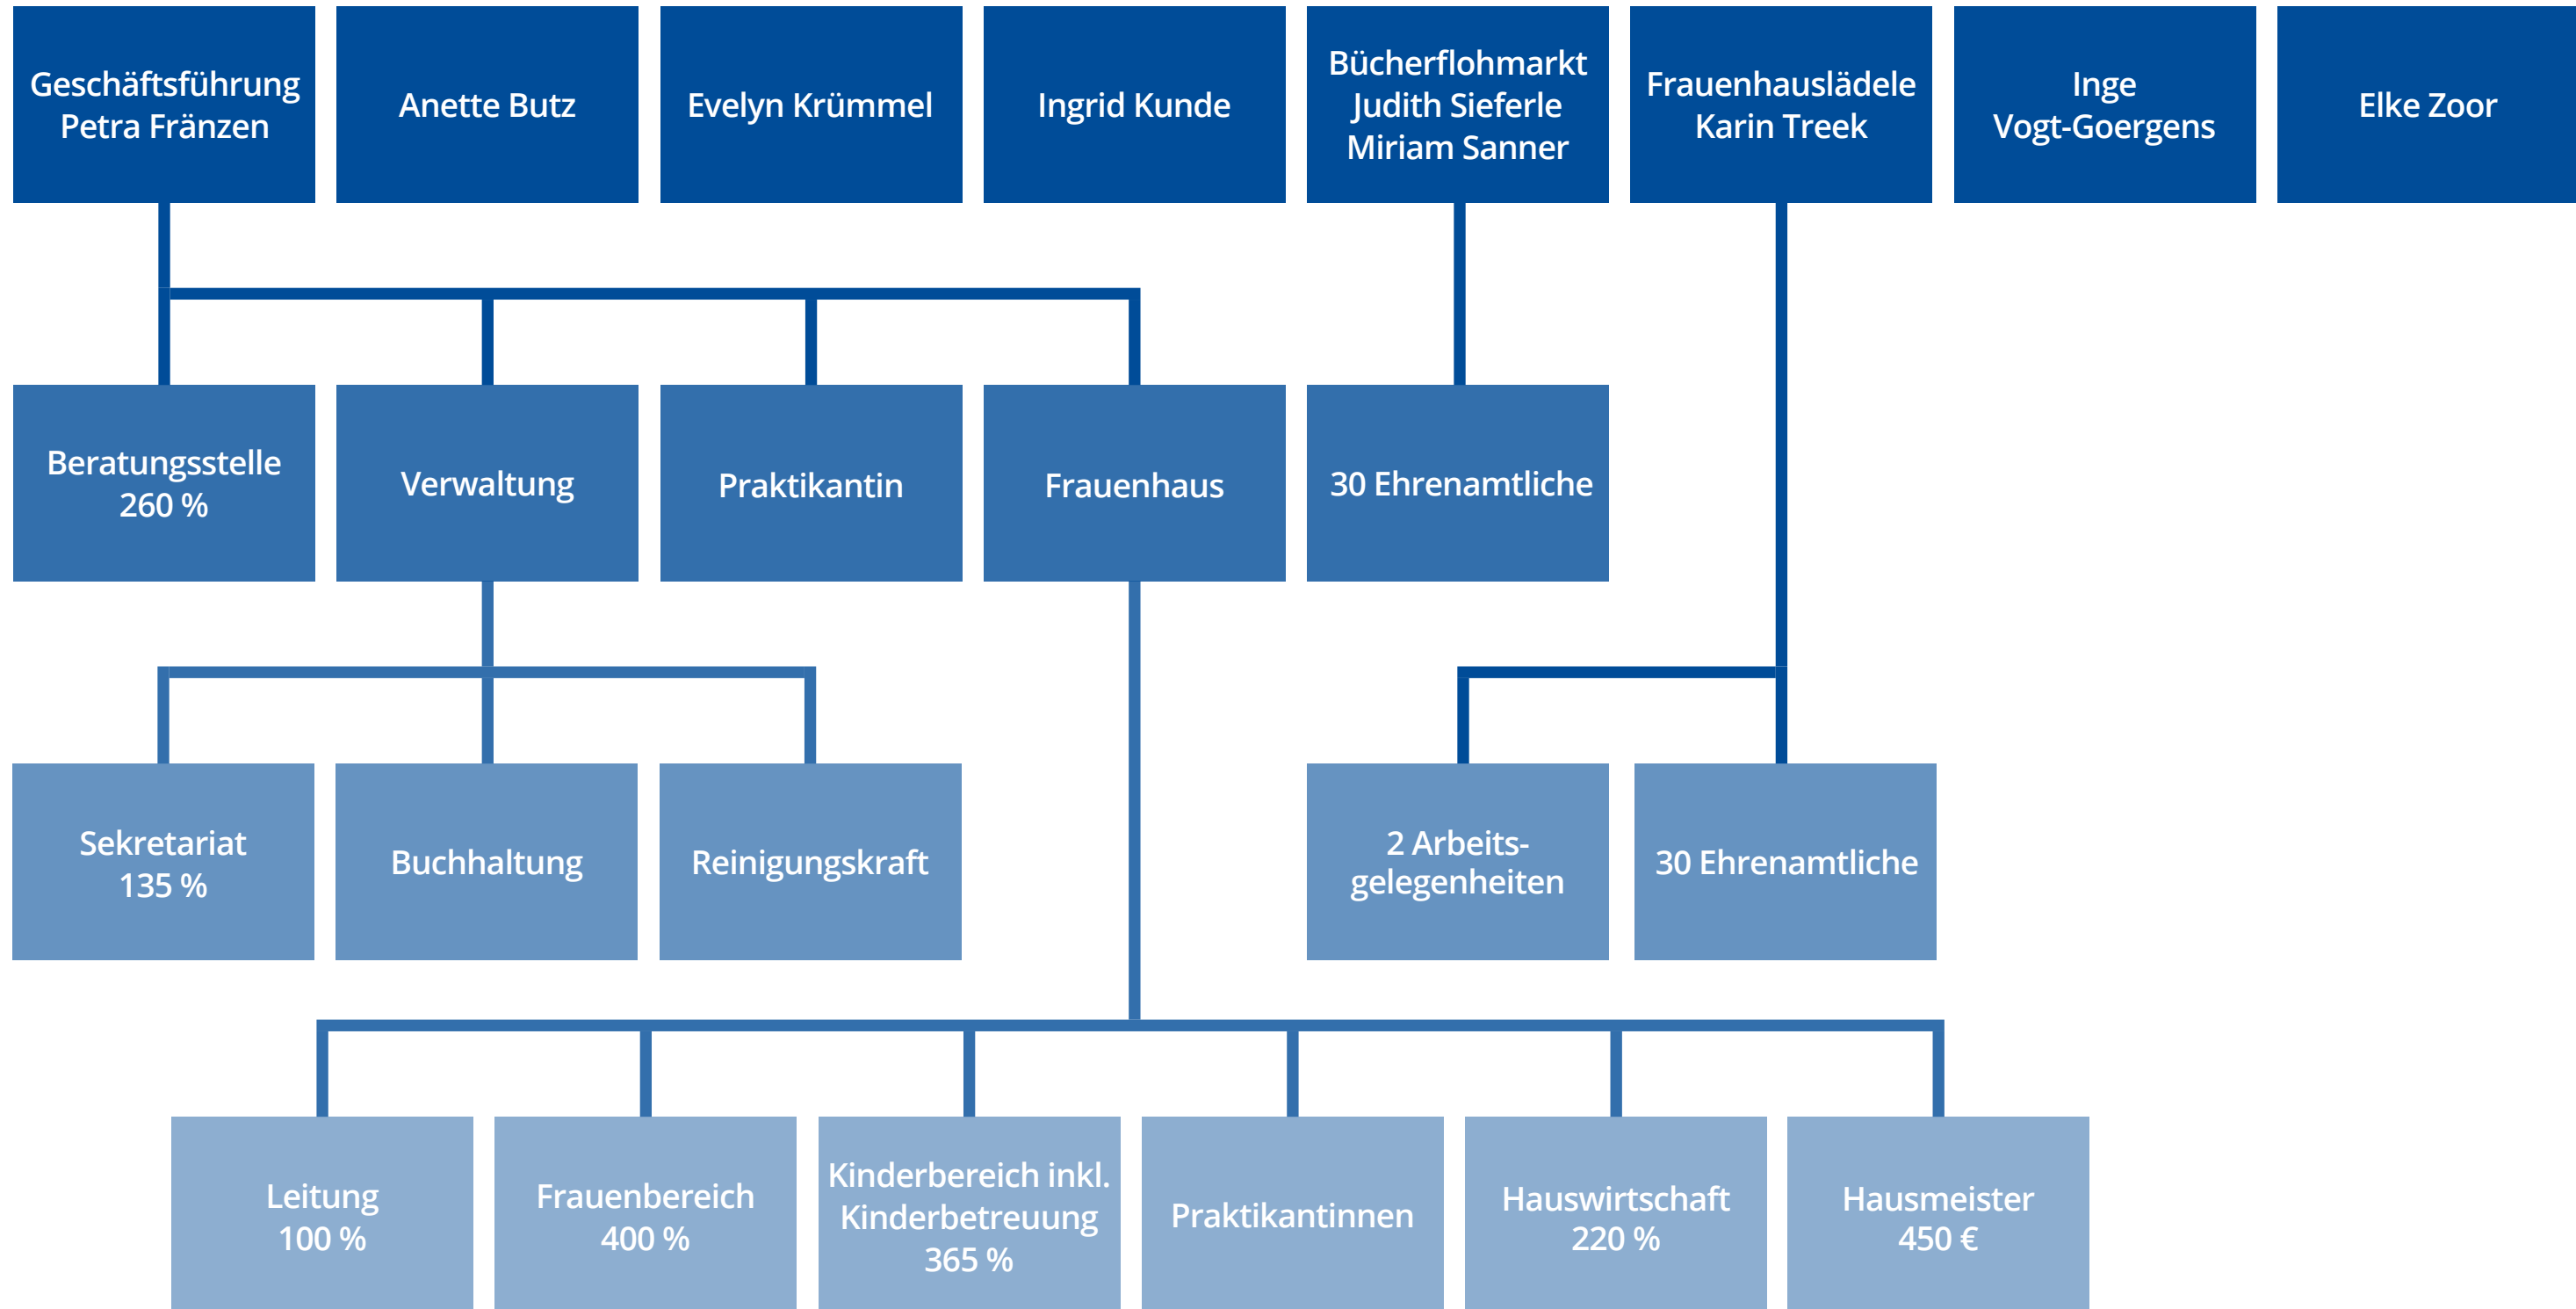 Geschäftsführung
Petra Fränzen
Anette Butz
Evelyn Krümmel
Ingrid Kunde
Bücherflohmarkt
Judith Sieferle
Miriam Sanner
Frauenhauslädele
Karin Treek
Inge
Vogt-Goergens
Elke Zoor
Beratungsstelle
260 %
Verwaltung
Praktikantin
Frauenhaus
30 Ehrenamtliche
Sekretariat
135 %
Buchhaltung
Reinigungskraft
2 Arbeits-
gelegenheiten
30 Ehrenamtliche
Leitung
100 %
Frauenbereich
400 %
Kinderbereich inkl.
Kinderbetreuung
365 %
Praktikantinnen
Hauswirtschaft
220 %
Hausmeister
450 €